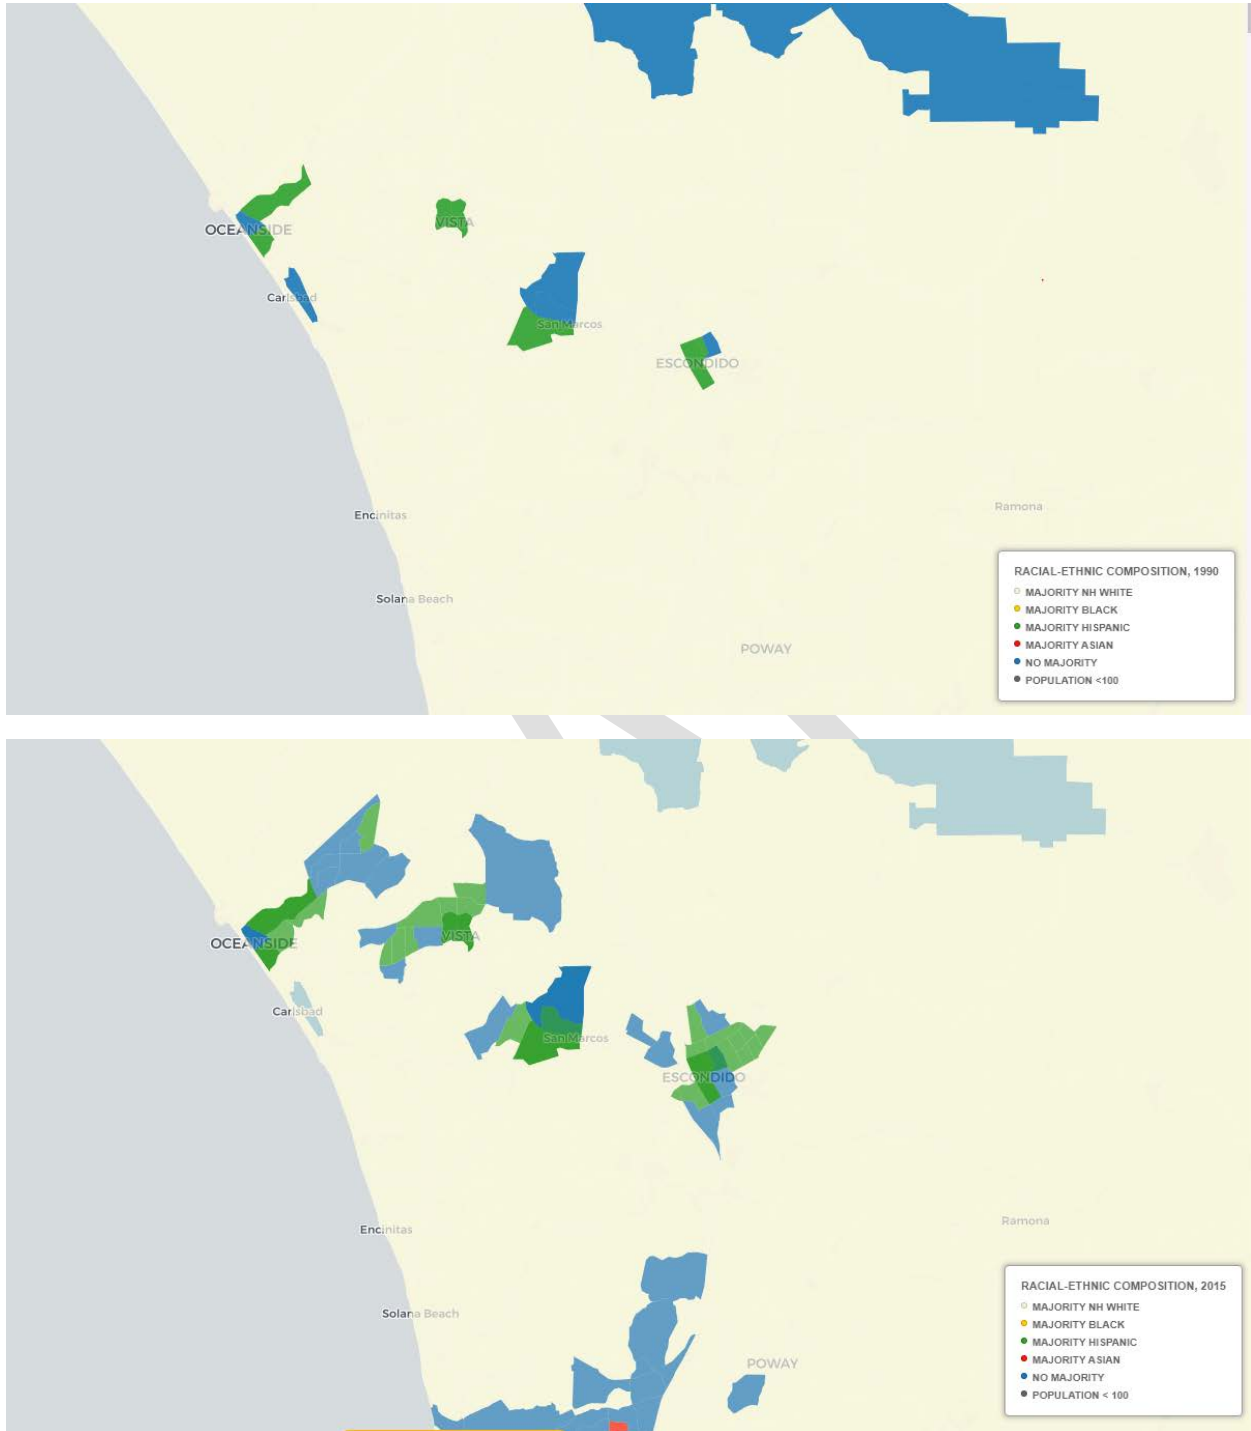 OCEANSIDE
VISTA
Carlsbad
San Marcos
ESCONDIDO
Encinitas
Ramona
Solana Beach
POWAY
RACIAL-ETHNIC COMPOSITION, 1990
MAJORITY NH WHITE
MAJORITY BLACK
MAJORITY HISPANIC
MAJORITY ASIAN
NO MAJORITY
POPULATION <100
OCEANSIDE
VISTA
Carlsbad
San Marcos
ESCONDIDO
Ramona
Encinitas
Solana Beach
POWAY
RACIAL-ETHNIC COMPOSITION, 2015
MAJORITY NH WHITE
MAJORITY BLACK
MAJORITY HISPANIC
MAJORITY ASIAN
NO MAJORITY
POPULATION < 100